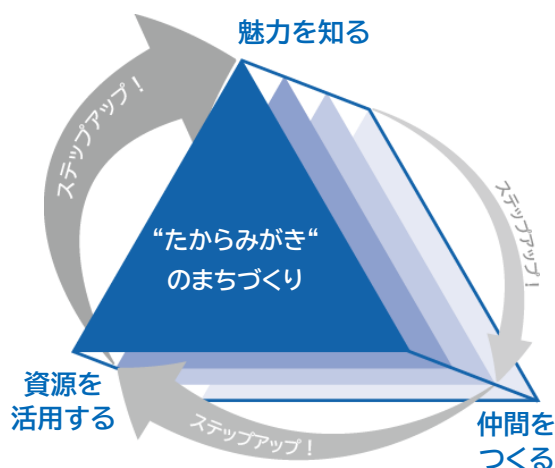 魅力を知る
ステップアップ!
ステップアップ!
“たからみがき“
のまちづくり
資源を
活用する
ステップアップ!
仲間を
つくる